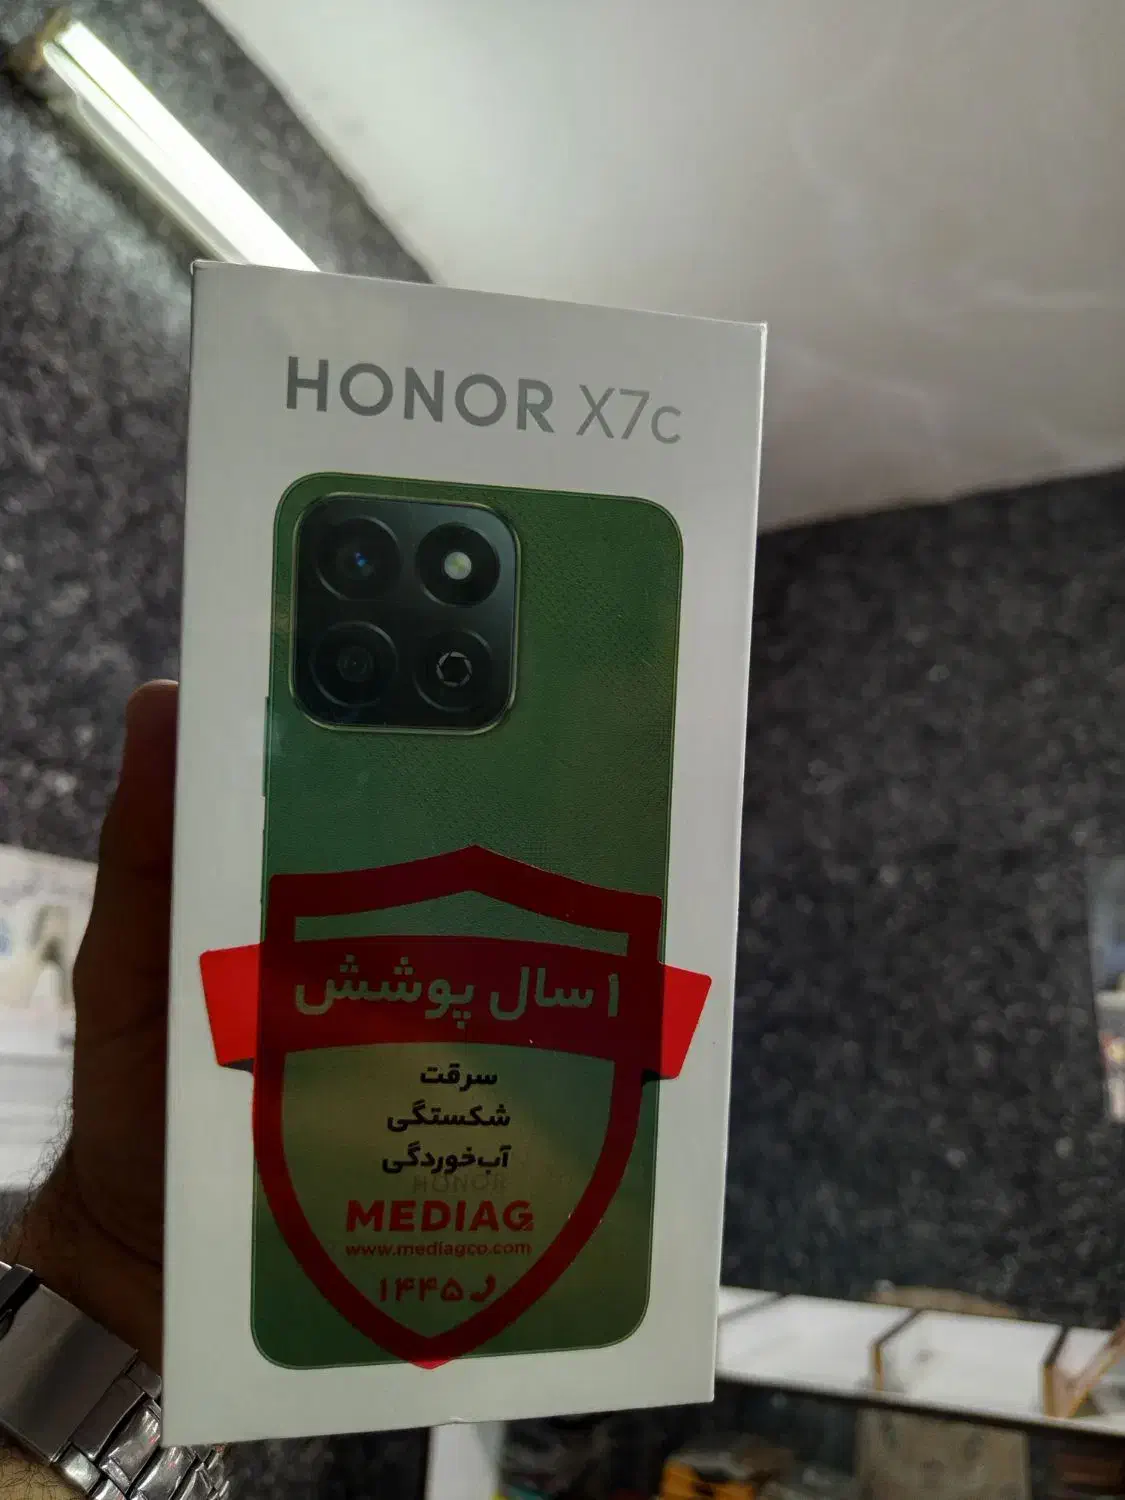 HONOR X7c
۱ سال پوشش
سرقت
شکستگی
آب‌خوردگی
HONOR
MEDIAG
www.mediagco.com
۱۴۴۵